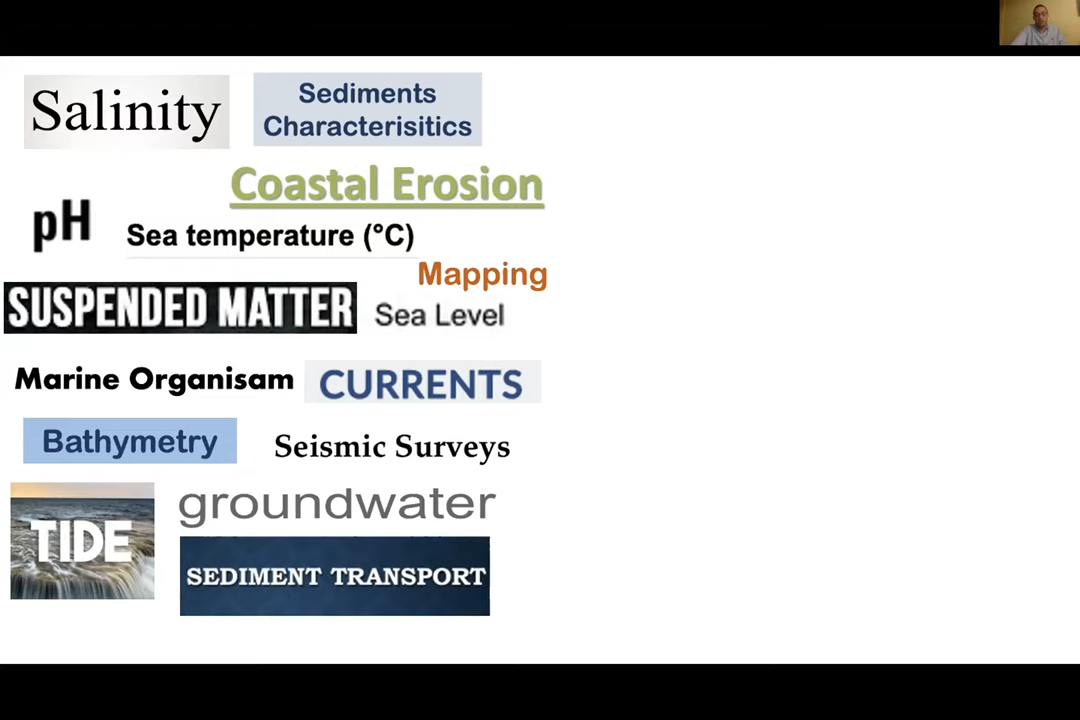 Salinity
Sediments
Characterisitics
Coastal Erosion
pH
Sea temperature (°C)
Mapping
SUSPENDED MATTER
Sea Level
Marine Organisam
CURRENTS
Bathymetry
Seismic Surveys
groundwater
TIDE
SEDIMENT TRANSPORT